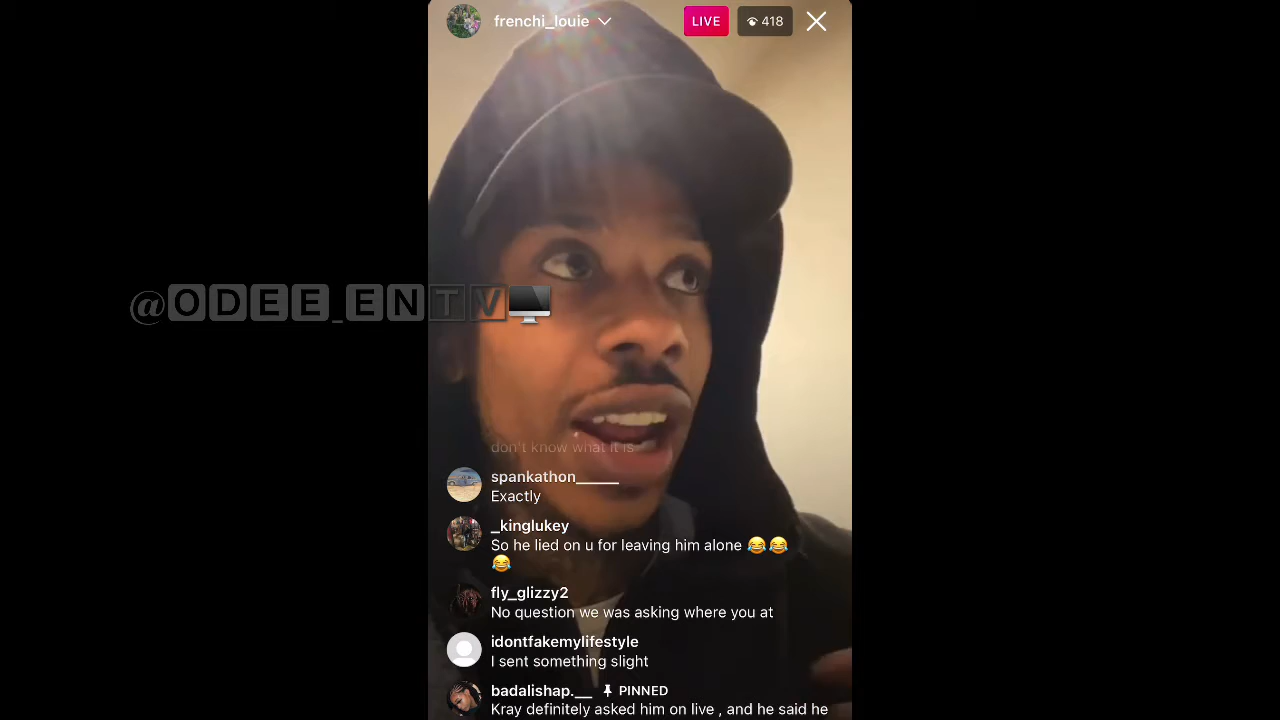 frenchi_louie
LIVE
418
@ODEE_ENTV
don't know what it is
spankathon______
Exactly
_kinglukey
So he lied on u for leaving him alone 😂😂
😂
fly_glizzy2
No question we was asking where you at
idontfakemylifestyle
I sent something slight
badalishap.__ PINNED
Kray definitely asked him on live , and he said he